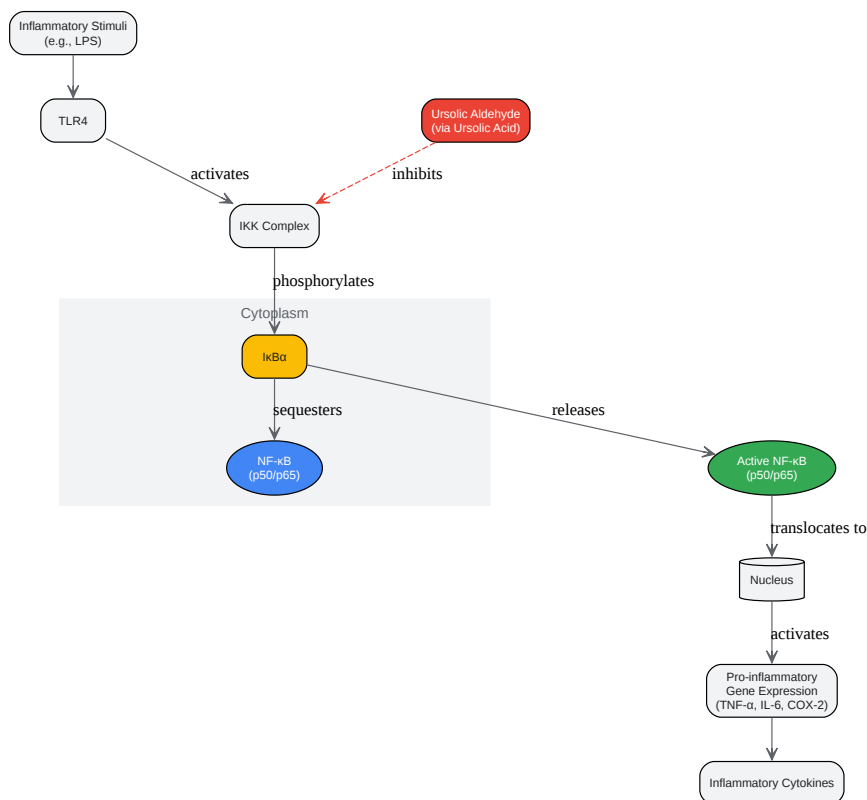 Inflammatory Stimuli
(e.g., LPS)
TLR4
Ursolic Aldehyde
(via Ursolic Acid)
activates
inhibits
IKK Complex
phosphorylates
Cytoplasm
IκBα
sequesters
releases
NF-κB
(p50/p65)
Active NF-κB
(p50/p65)
translocates to
Nucleus
activates
Pro-inflammatory
Gene Expression
(TNF-α, IL-6, COX-2)
Inflammatory Cytokines